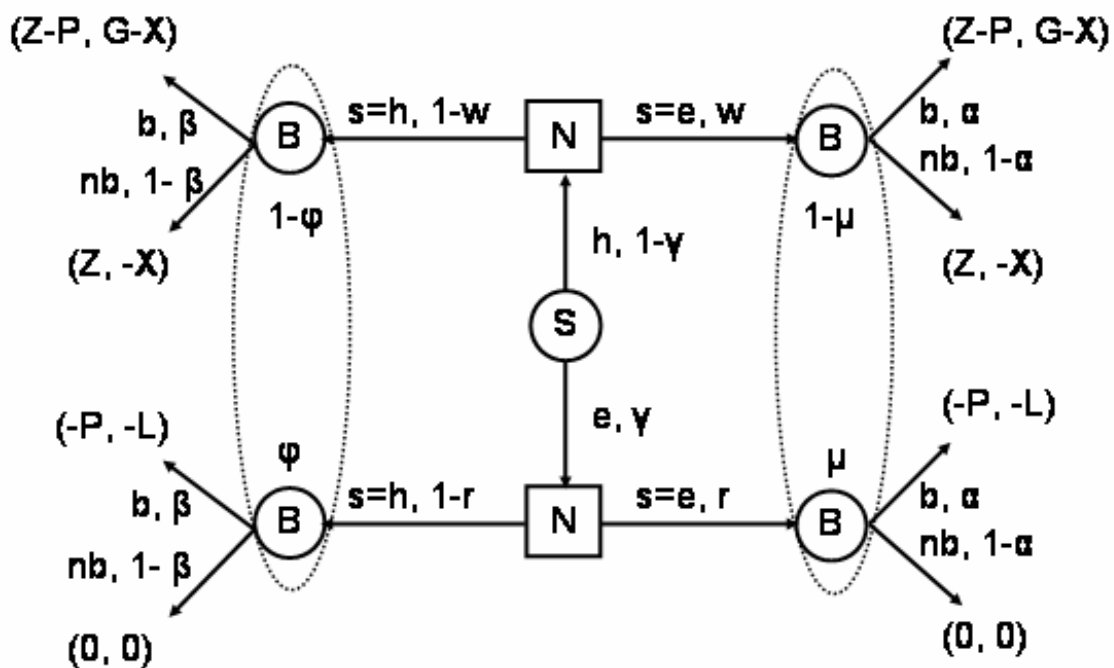 (Z-P, G-X)
(Z-P, G-X)
b, β
B
s=h, 1-w
N
s=e, w
B
b, α
nb, 1- β
nb, 1-α
1-φ
1-μ
(Z, -X)
h, 1-γ
(Z, -X)
S
(-P, -L)
e, γ
(-P, -L)
φ
μ
b, β
B
s=h, 1-r
N
s=e, r
B
b, α
nb, 1- β
nb, 1-α
(0, 0)
(0, 0)